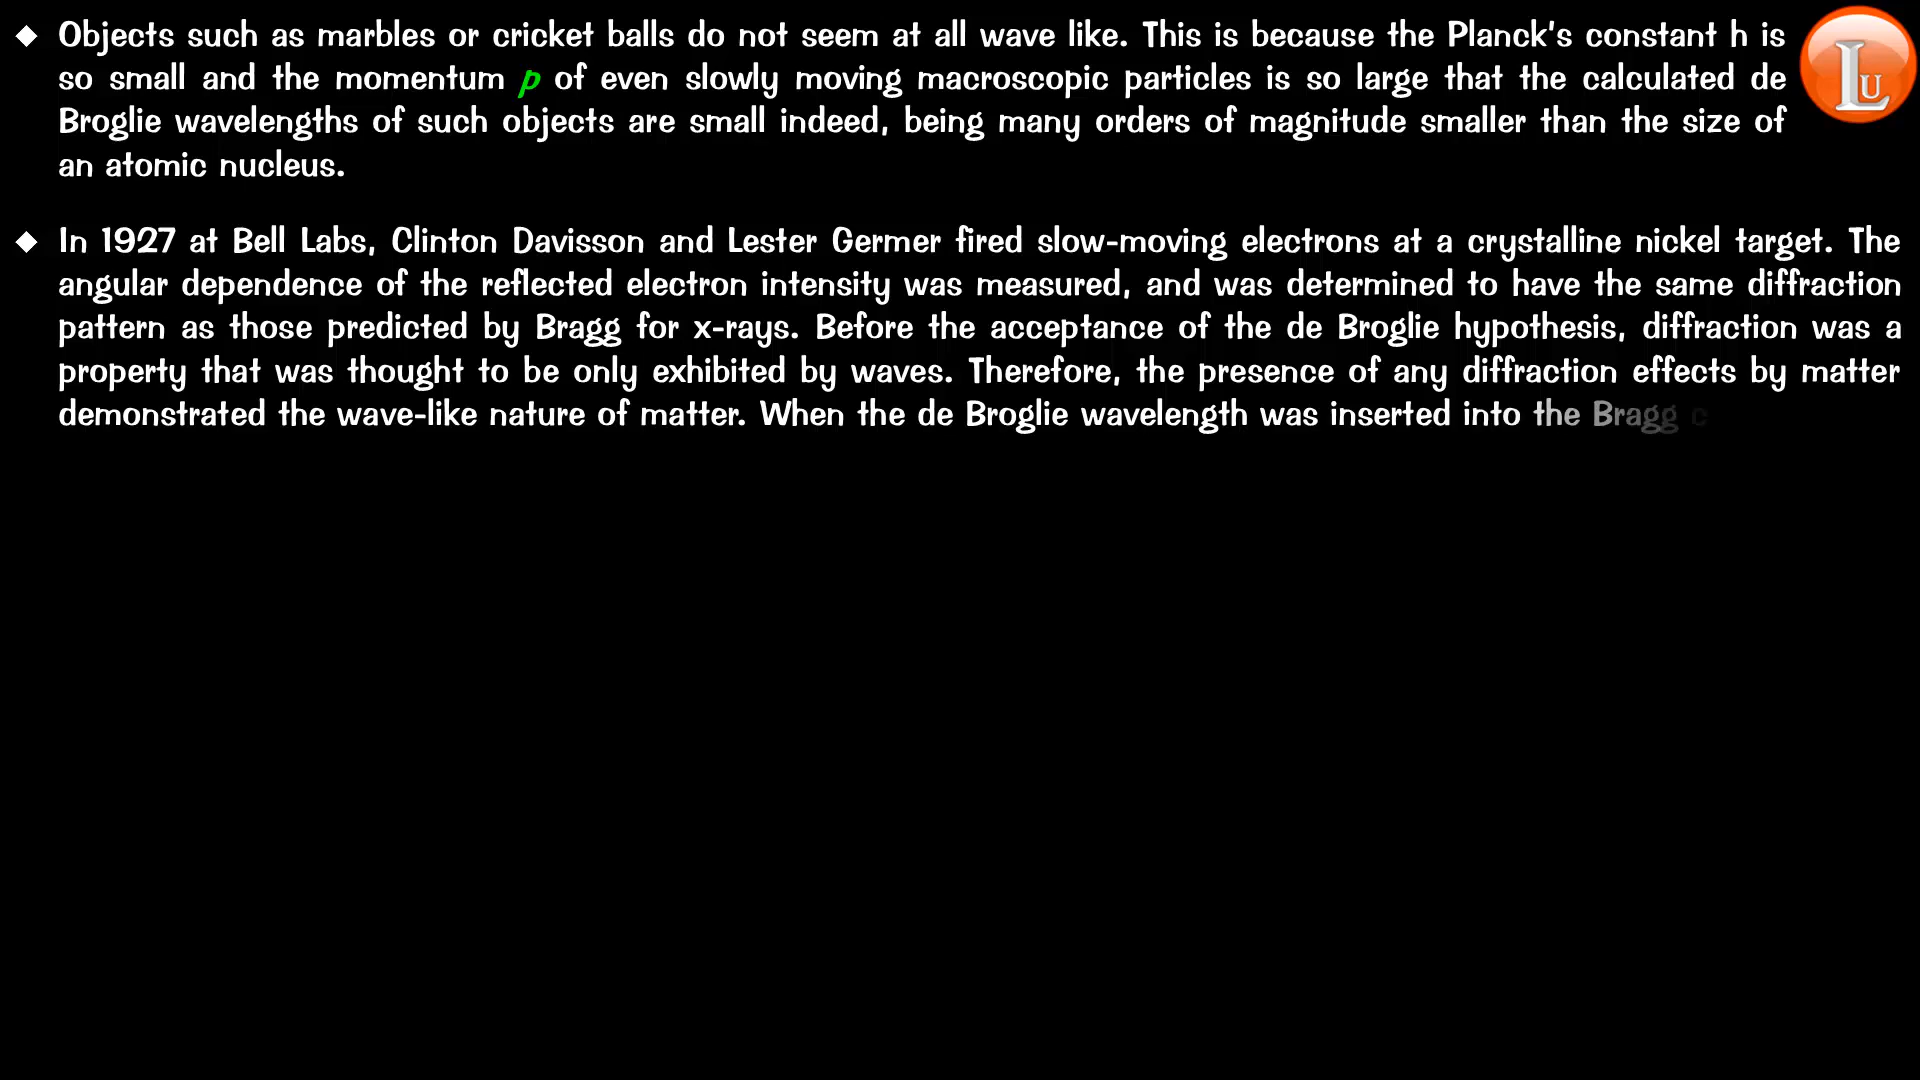 ◆ Objects such as marbles or cricket balls do not seem at all wave like. This is because the Planck's constant h is
so small and the momentum p of even slowly moving macroscopic particles is so large that the calculated de
Broglie wavelengths of such objects are small indeed, being many orders of magnitude smaller than the size of
an atomic nucleus.
◆ In 1927 at Bell Labs, Clinton Davisson and Lester Germer fired slow-moving electrons at a crystalline nickel target. The
angular dependence of the reflected electron intensity was measured, and was determined to have the same diffraction
pattern as those predicted by Bragg for x-rays. Before the acceptance of the de Broglie hypothesis, diffraction was a
property that was thought to be only exhibited by waves. Therefore, the presence of any diffraction effects by matter
demonstrated the wave-like nature of matter. When the de Broglie wavelength was inserted into the Bragg c
LU